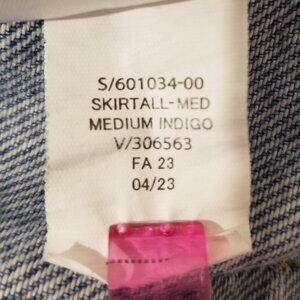 S/601034-00
SKIRTALL-MED
MEDIUM INDIGO
V/306563
FA 23
04/23